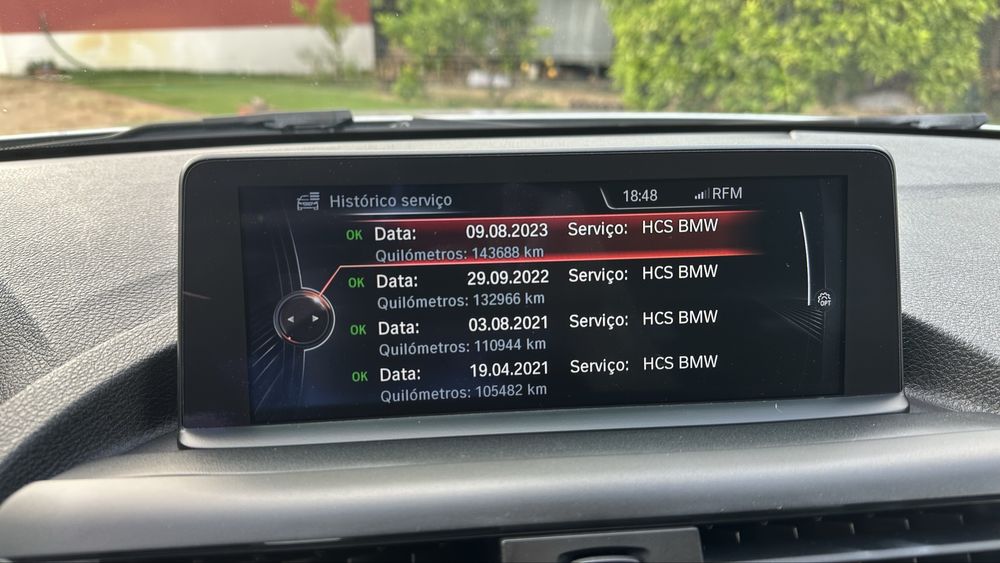 Histórico serviço 18:48 RFM
OK Data: 09.08.2023 Serviço: HCS BMW
Quilómetros: 143688 km
OK Data: 29.09.2022 Serviço: HCS BMW
Quilómetros: 132966 km
OK Data: 03.08.2021 Serviço: HCS BMW
Quilómetros: 110944 km
OK Data: 19.04.2021 Serviço: HCS BMW
Quilómetros: 105482 km
OPT